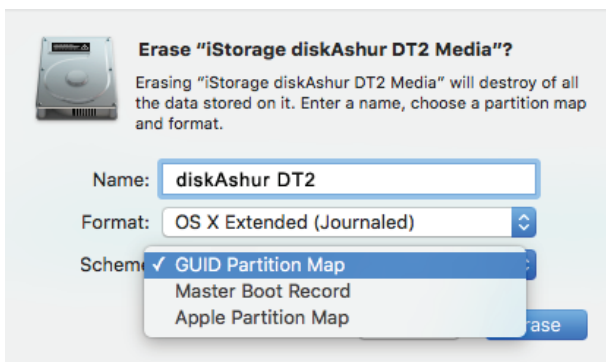 Erase “iStorage diskAshur DT2 Media”?
Erasing “iStorage diskAshur DT2 Media” will destroy of all
the data stored on it. Enter a name, choose a partition map
and format.
Name: diskAshur DT2
Format: OS X Extended (Journaled)
Scheme ✓ GUID Partition Map
Master Boot Record
Apple Partition Map